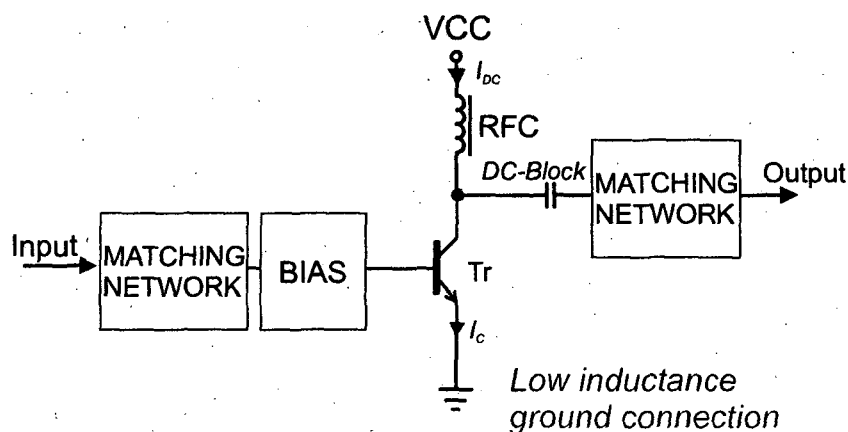 VCC
I_DC
RFC
DC-Block
MATCHING
NETWORK
Output
Input
MATCHING
NETWORK
BIAS
Tr
I_c
Low inductance
ground connection